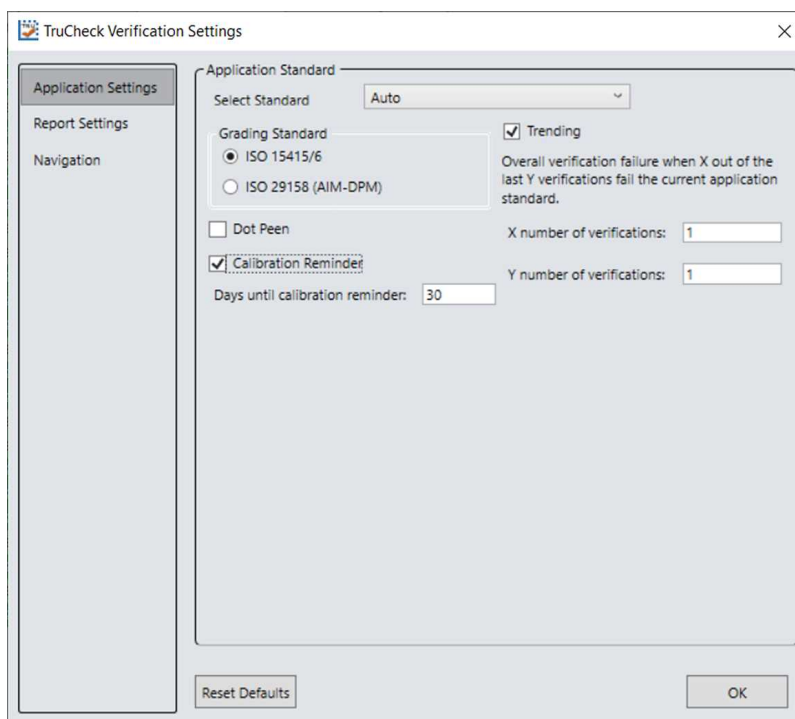 TruCheck Verification Settings
Application Settings
Report Settings
Navigation
Application Standard
Select Standard
Auto
Grading Standard
ISO 15415/6
ISO 29158 (AIM-DPM)
Dot Peen
Calibration Reminder
Days until calibration reminder:
30
Trending
Overall verification failure when X out of the
last Y verifications fail the current application
standard.
X number of verifications:
1
Y number of verifications:
1
Reset Defaults
OK